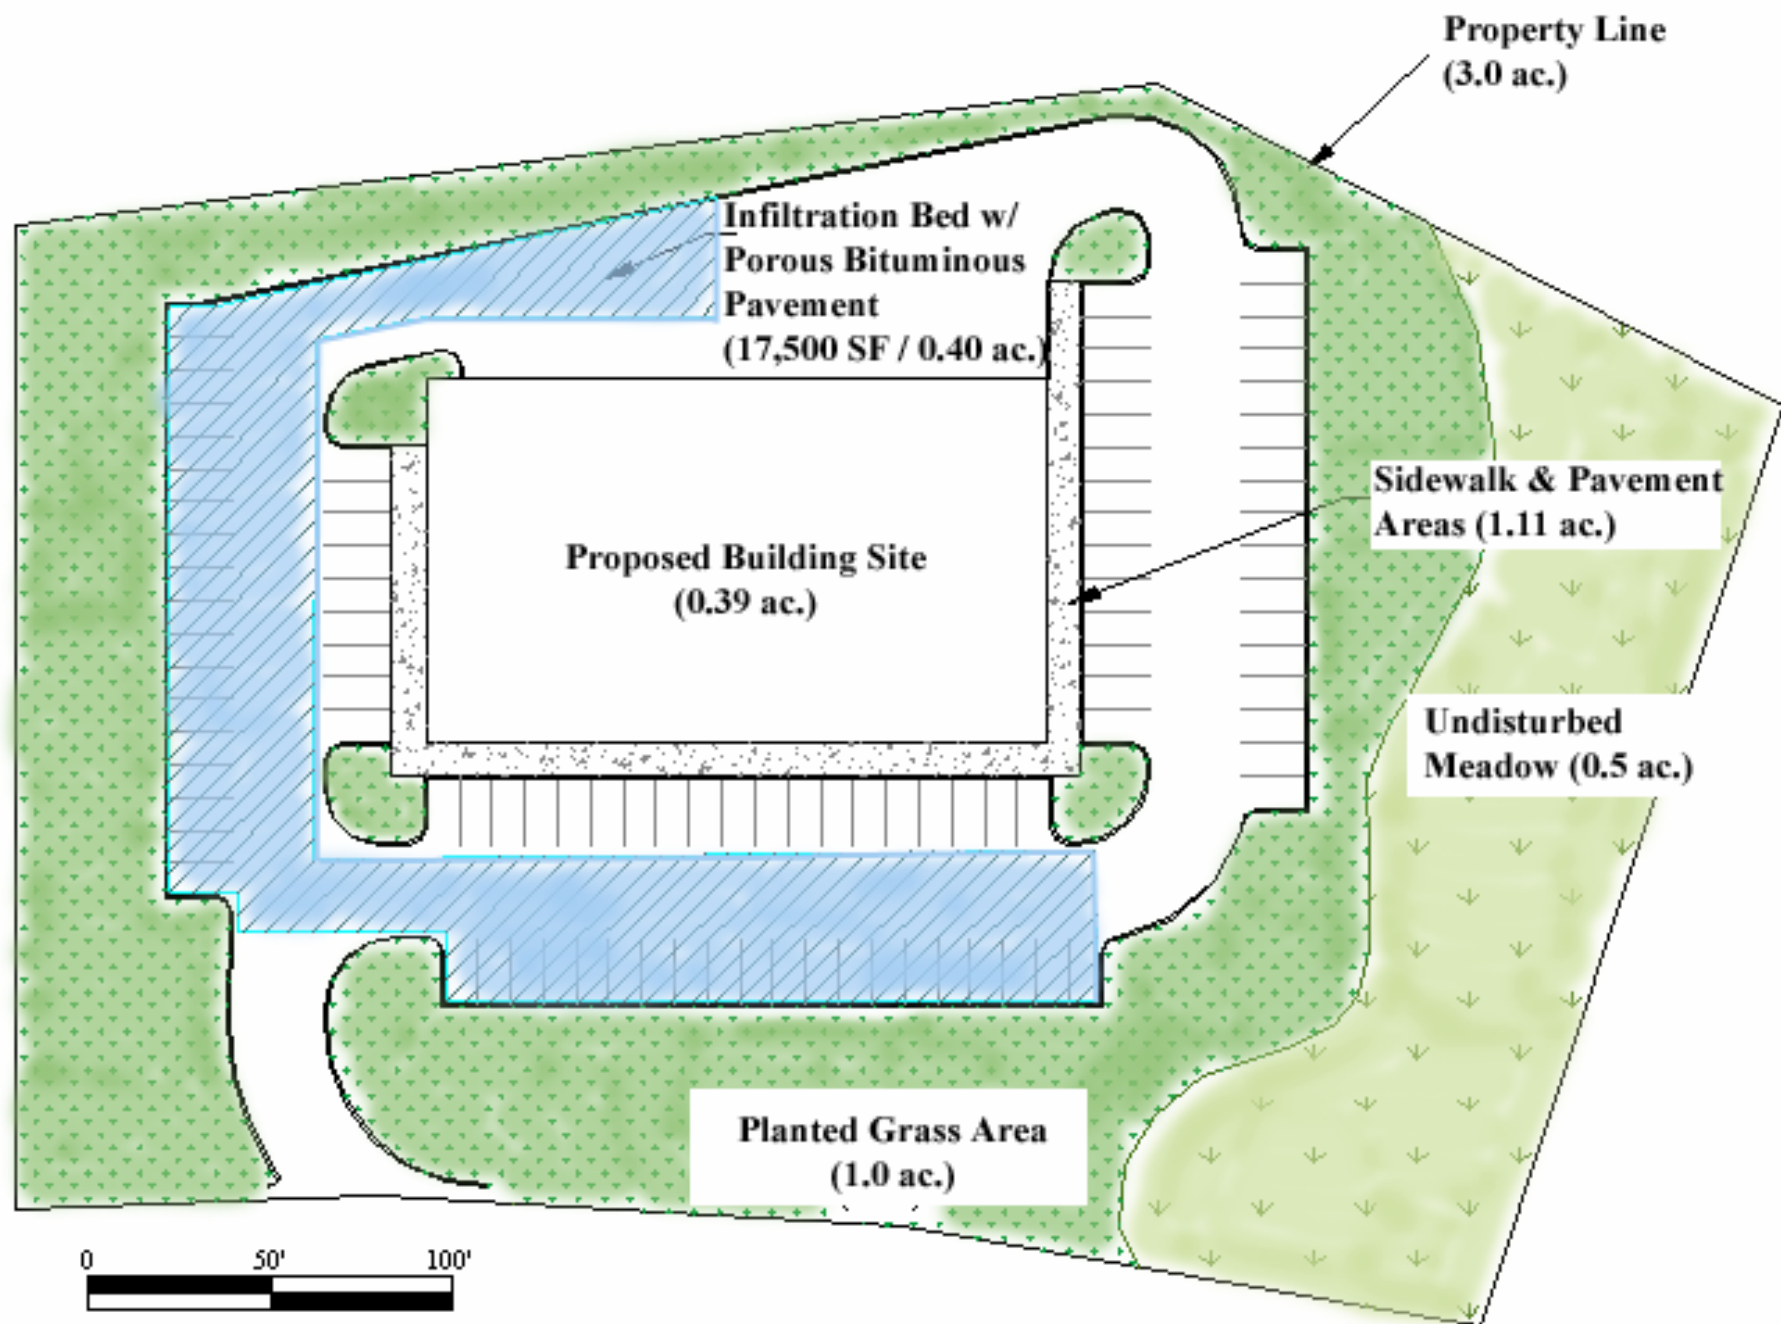 Property Line
(3.0 ac.)
Infiltration Bed w/
Porous Bituminous
Pavement
(17,500 SF / 0.40 ac.)
Sidewalk & Pavement
Areas (1.11 ac.)
Proposed Building Site
(0.39 ac.)
Undisturbed
Meadow (0.5 ac.)
Planted Grass Area
(1.0 ac.)
0 50' 100'